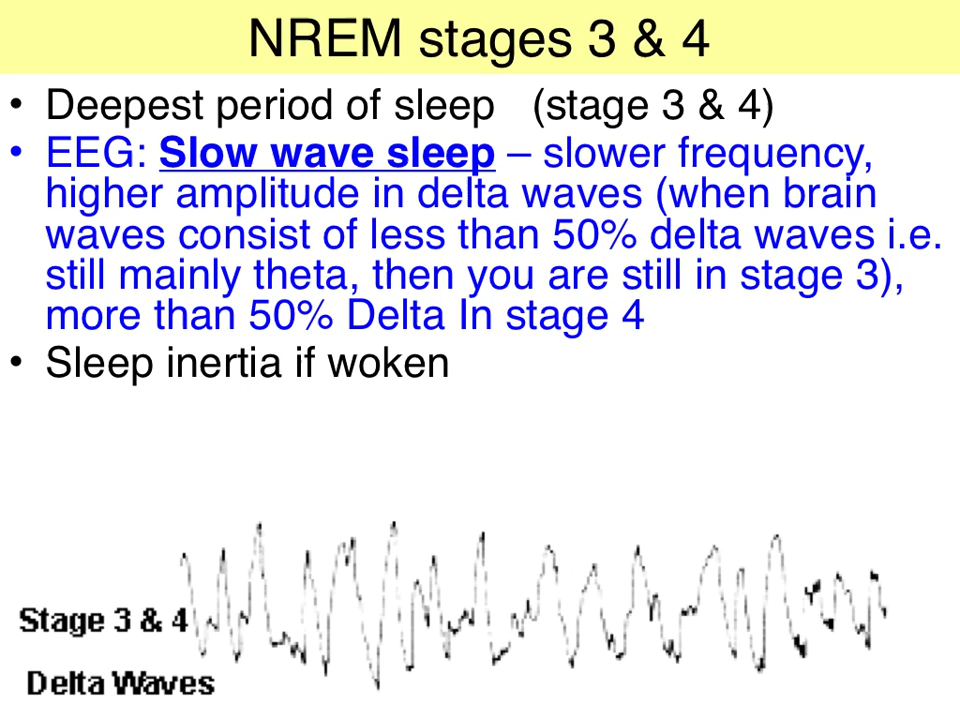 NREM stages 3 & 4
• Deepest period of sleep (stage 3 & 4)
• EEG: Slow wave sleep – slower frequency,
higher amplitude in delta waves (when brain
waves consist of less than 50% delta waves i.e.
still mainly theta, then you are still in stage 3),
more than 50% Delta In stage 4
• Sleep inertia if woken
Stage 3 & 4
Delta Waves